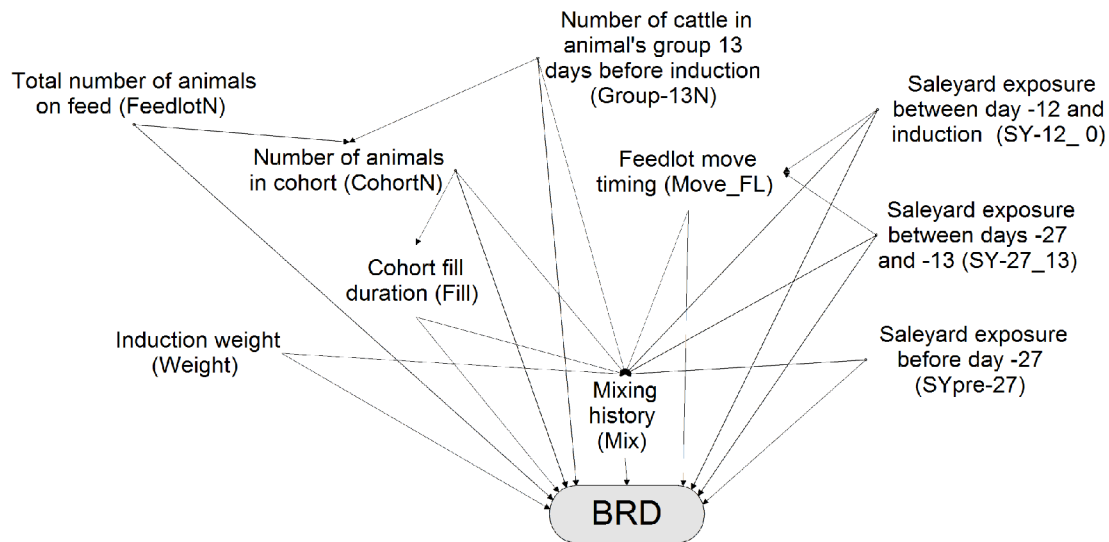 Number of cattle in
animal's group 13
days before induction
(Group-13N)
Total number of animals
on feed (FeedlotN)
Saleyard exposure
between day -12 and
induction (SY-12_ 0)
Number of animals
in cohort (CohortN)
Feedlot move
timing (Move_FL)
Saleyard exposure
between days -27
and -13 (SY-27_13)
Cohort fill
duration (Fill)
Induction weight
(Weight)
Saleyard exposure
before day -27
(SYpre-27)
Mixing
history
(Mix)
BRD